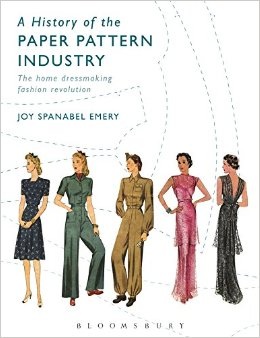 A History of the
PAPER PATTERN
INDUSTRY
The home dressmaking
fashion revolution
JOY SPANABEL EMERY
BLOOMSBURY